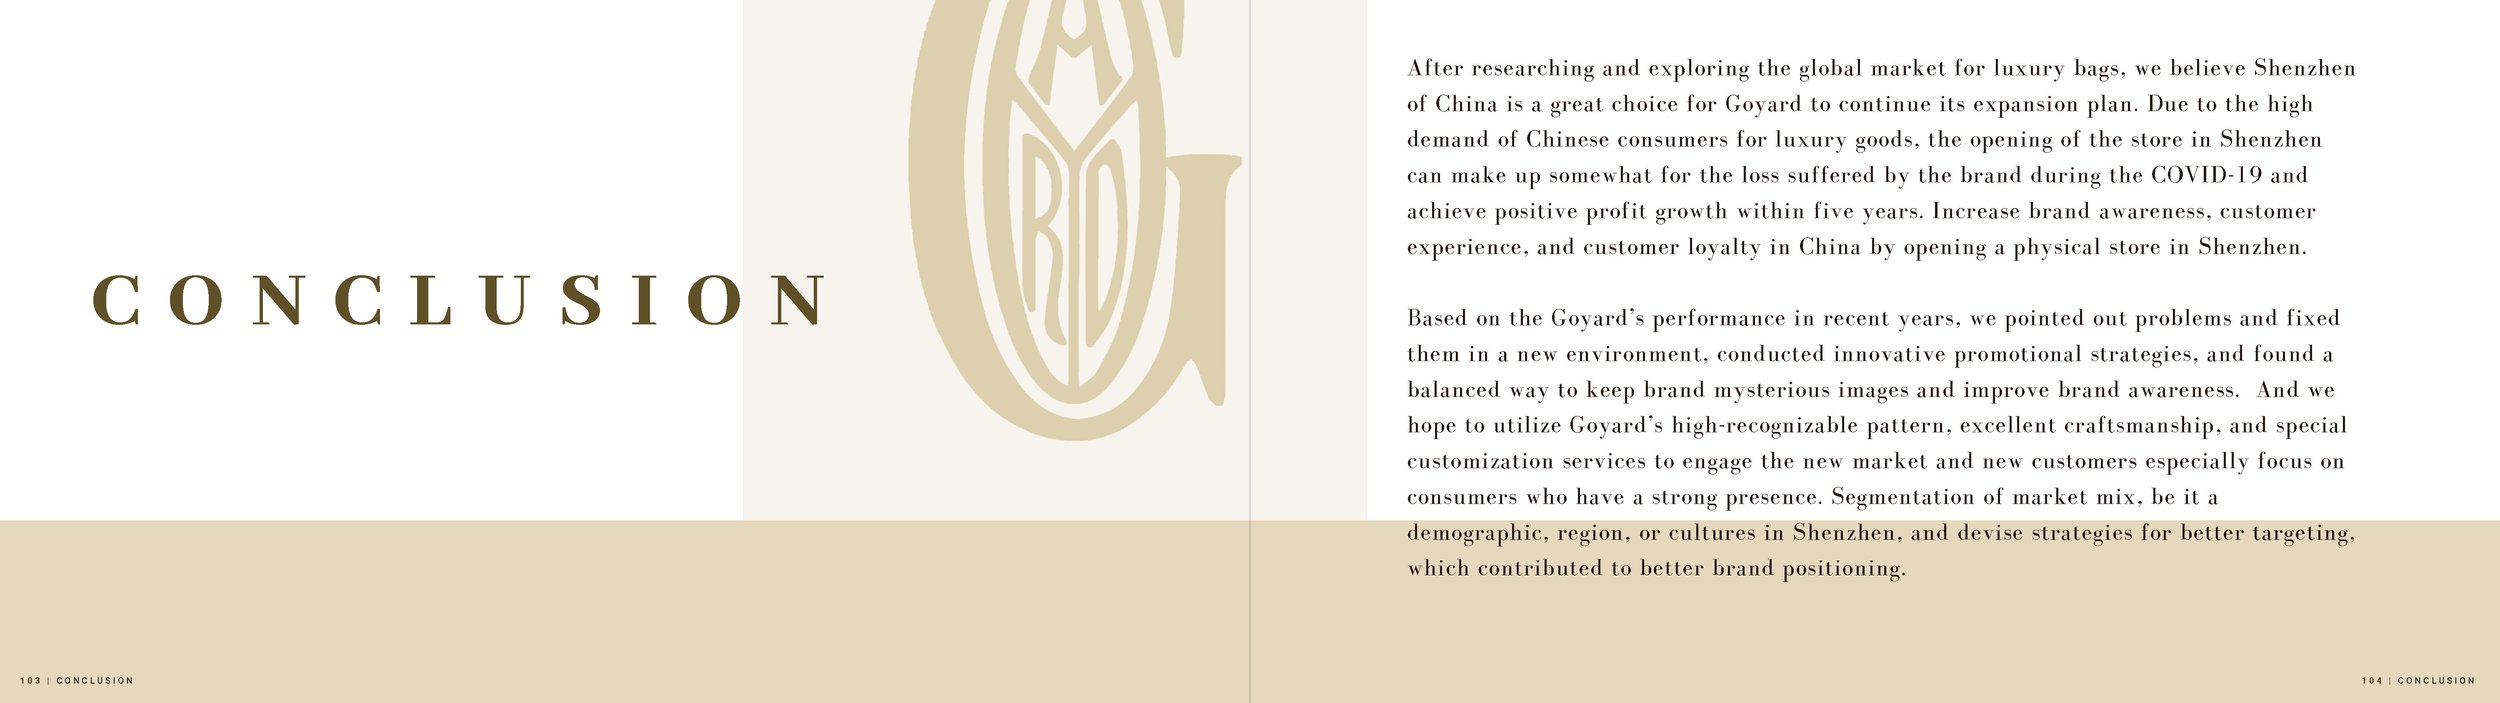 CONCLUSION
After researching and exploring the global market for luxury bags, we believe Shenzhen
of China is a great choice for Goyard to continue its expansion plan. Due to the high
demand of Chinese consumers for luxury goods, the opening of the store in Shenzhen
can make up somewhat for the loss suffered by the brand during the COVID-19 and
achieve positive profit growth within five years. Increase brand awareness, customer
experience, and customer loyalty in China by opening a physical store in Shenzhen.
Based on the Goyard’s performance in recent years, we pointed out problems and fixed
them in a new environment, conducted innovative promotional strategies, and found a
balanced way to keep brand mysterious images and improve brand awareness.  And we
hope to utilize Goyard’s high-recognizable pattern, excellent craftsmanship, and special
customization services to engage the new market and new customers especially focus on
consumers who have a strong presence. Segmentation of market mix, be it a
demographic, region, or cultures in Shenzhen, and devise strategies for better targeting,
which contributed to better brand positioning.
103 | CONCLUSION
104 | CONCLUSION